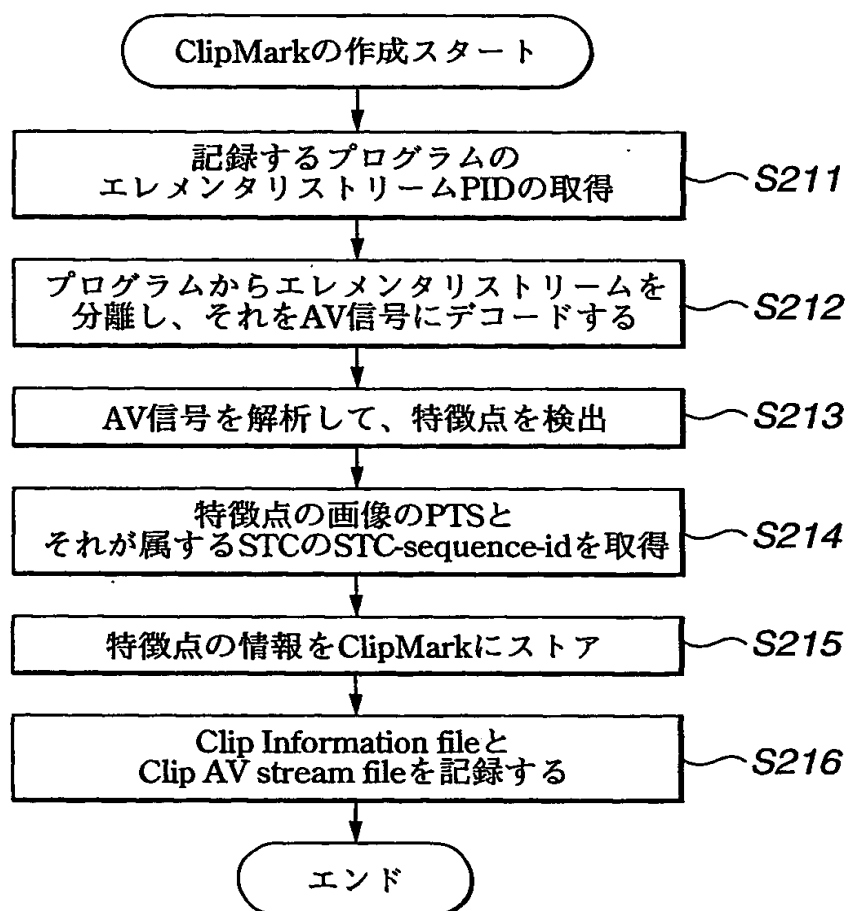 ClipMarkの作成スタート
記録するプログラムの
エレメンタリストリームPIDの取得
S211
プログラムからエレメンタリストリームを
分離し、それをAV信号にデコードする
S212
AV信号を解析して、特徴点を検出
S213
特徴点の画像のPTSと
それが属するSTCのSTC-sequence-idを取得
S214
特徴点の情報をClipMarkにストア
S215
Clip Information fileと
Clip AV stream fileを記録する
S216
エンド